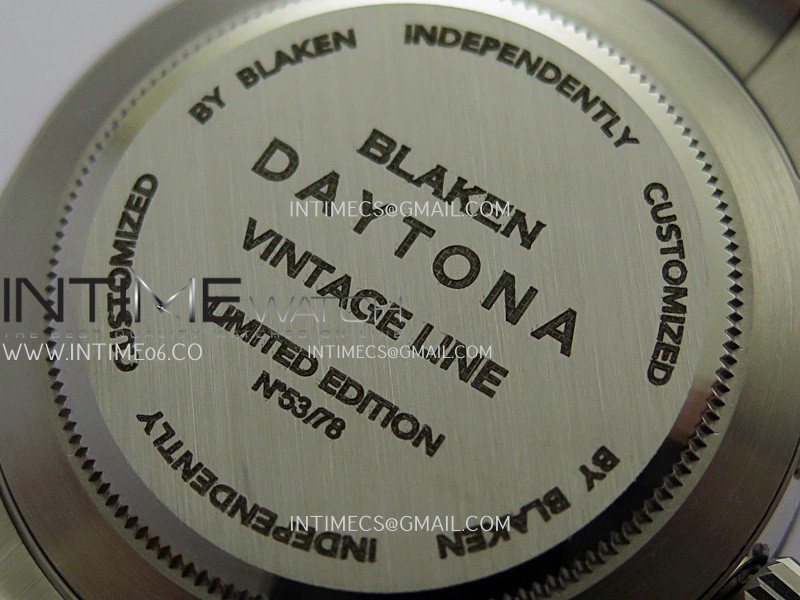 BY BLAKEN
INDEPENDENTLY
CUSTOMIZED
BLAKEN
DAYTONA
VINTAGE LINE
LIMITED EDITION
N°53/78
CUSTOMIZED
INDEPENDENTLY
BY BLAKEN
INTIMECS@GMAIL.COM
INTIME WATCH
WWW.INTIME06.CO
INTIMECS@GMAIL.COM
INTIMECS@GMAIL.COM